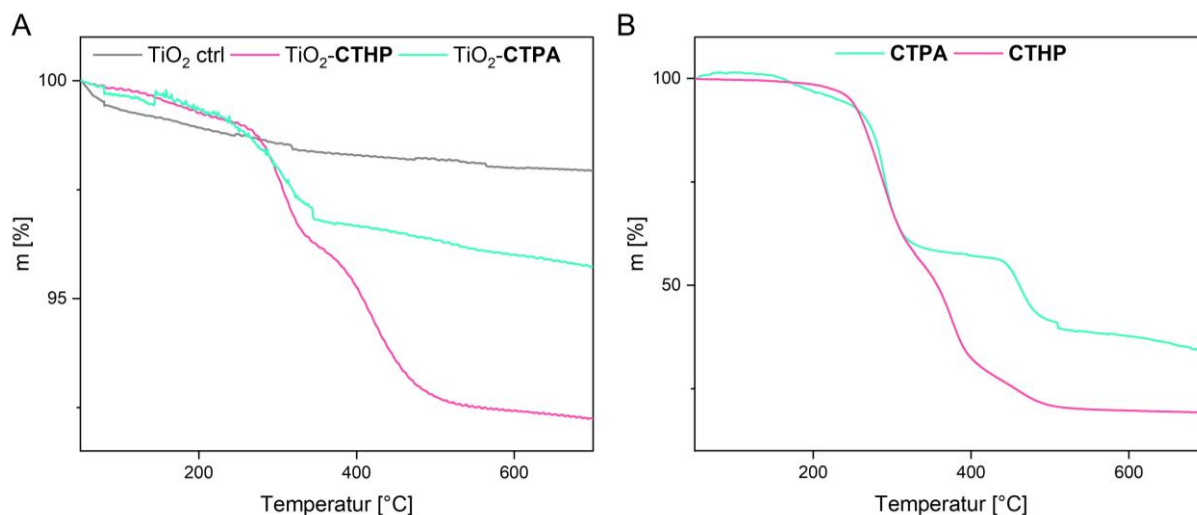 A
TiO₂ ctrl TiO₂-CTHP TiO₂-CTPA
100
95
m [%]
200 400 600
Temperatur [°C]
B
CTPA CTHP
100
50
m [%]
200 400 600
Temperatur [°C]